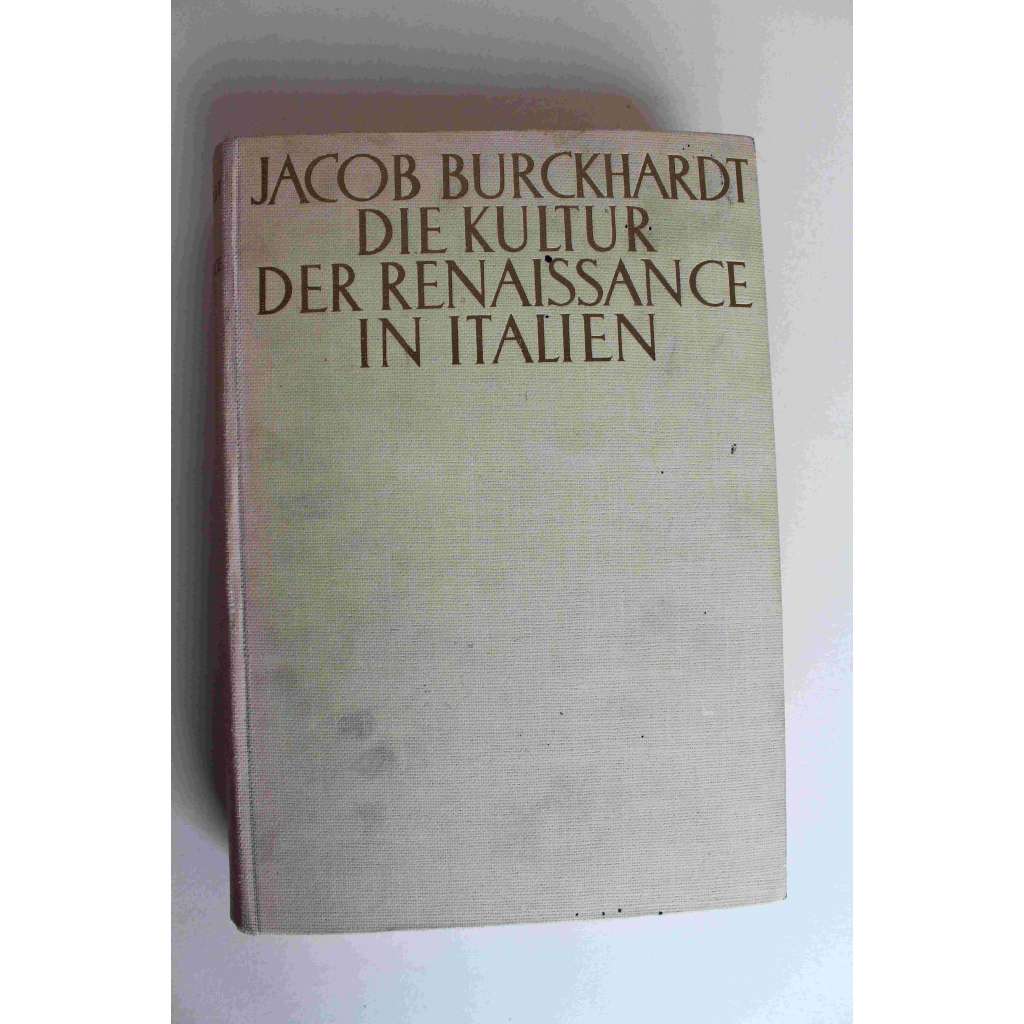 JACOB BURCKHARDT
DIE KULTUR
DER RENAISSANCE
IN ITALIEN